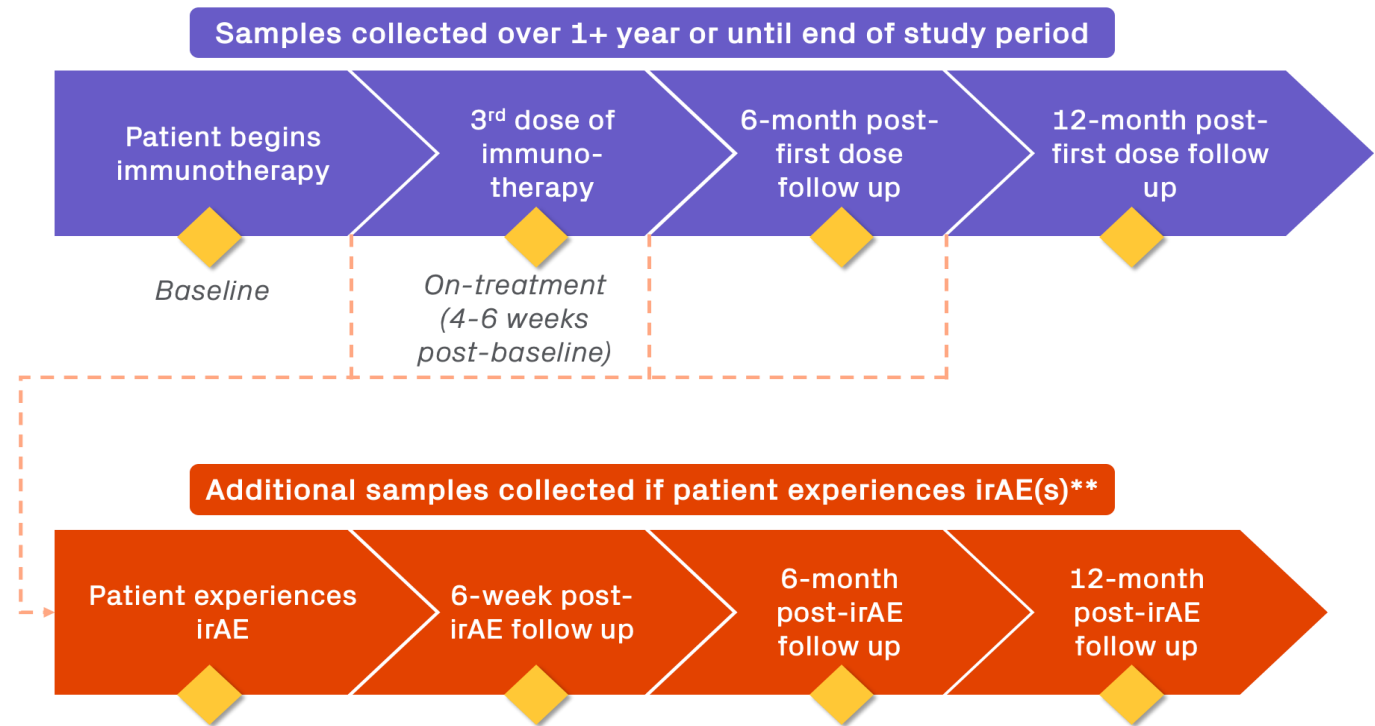 Samples collected over 1+ year or until end of study period
Patient begins
immunotherapy
3rd dose of
immuno-
therapy
6-month post-
first dose
follow up
12-month post-
first dose follow
up
Baseline
On-treatment
(4-6 weeks
post-baseline)
Additional samples collected if patient experiences irAE(s)**
Patient experiences
irAE
6-week post-
irAE follow up
6-month
post-irAE
follow up
12-month
post-irAE
follow up